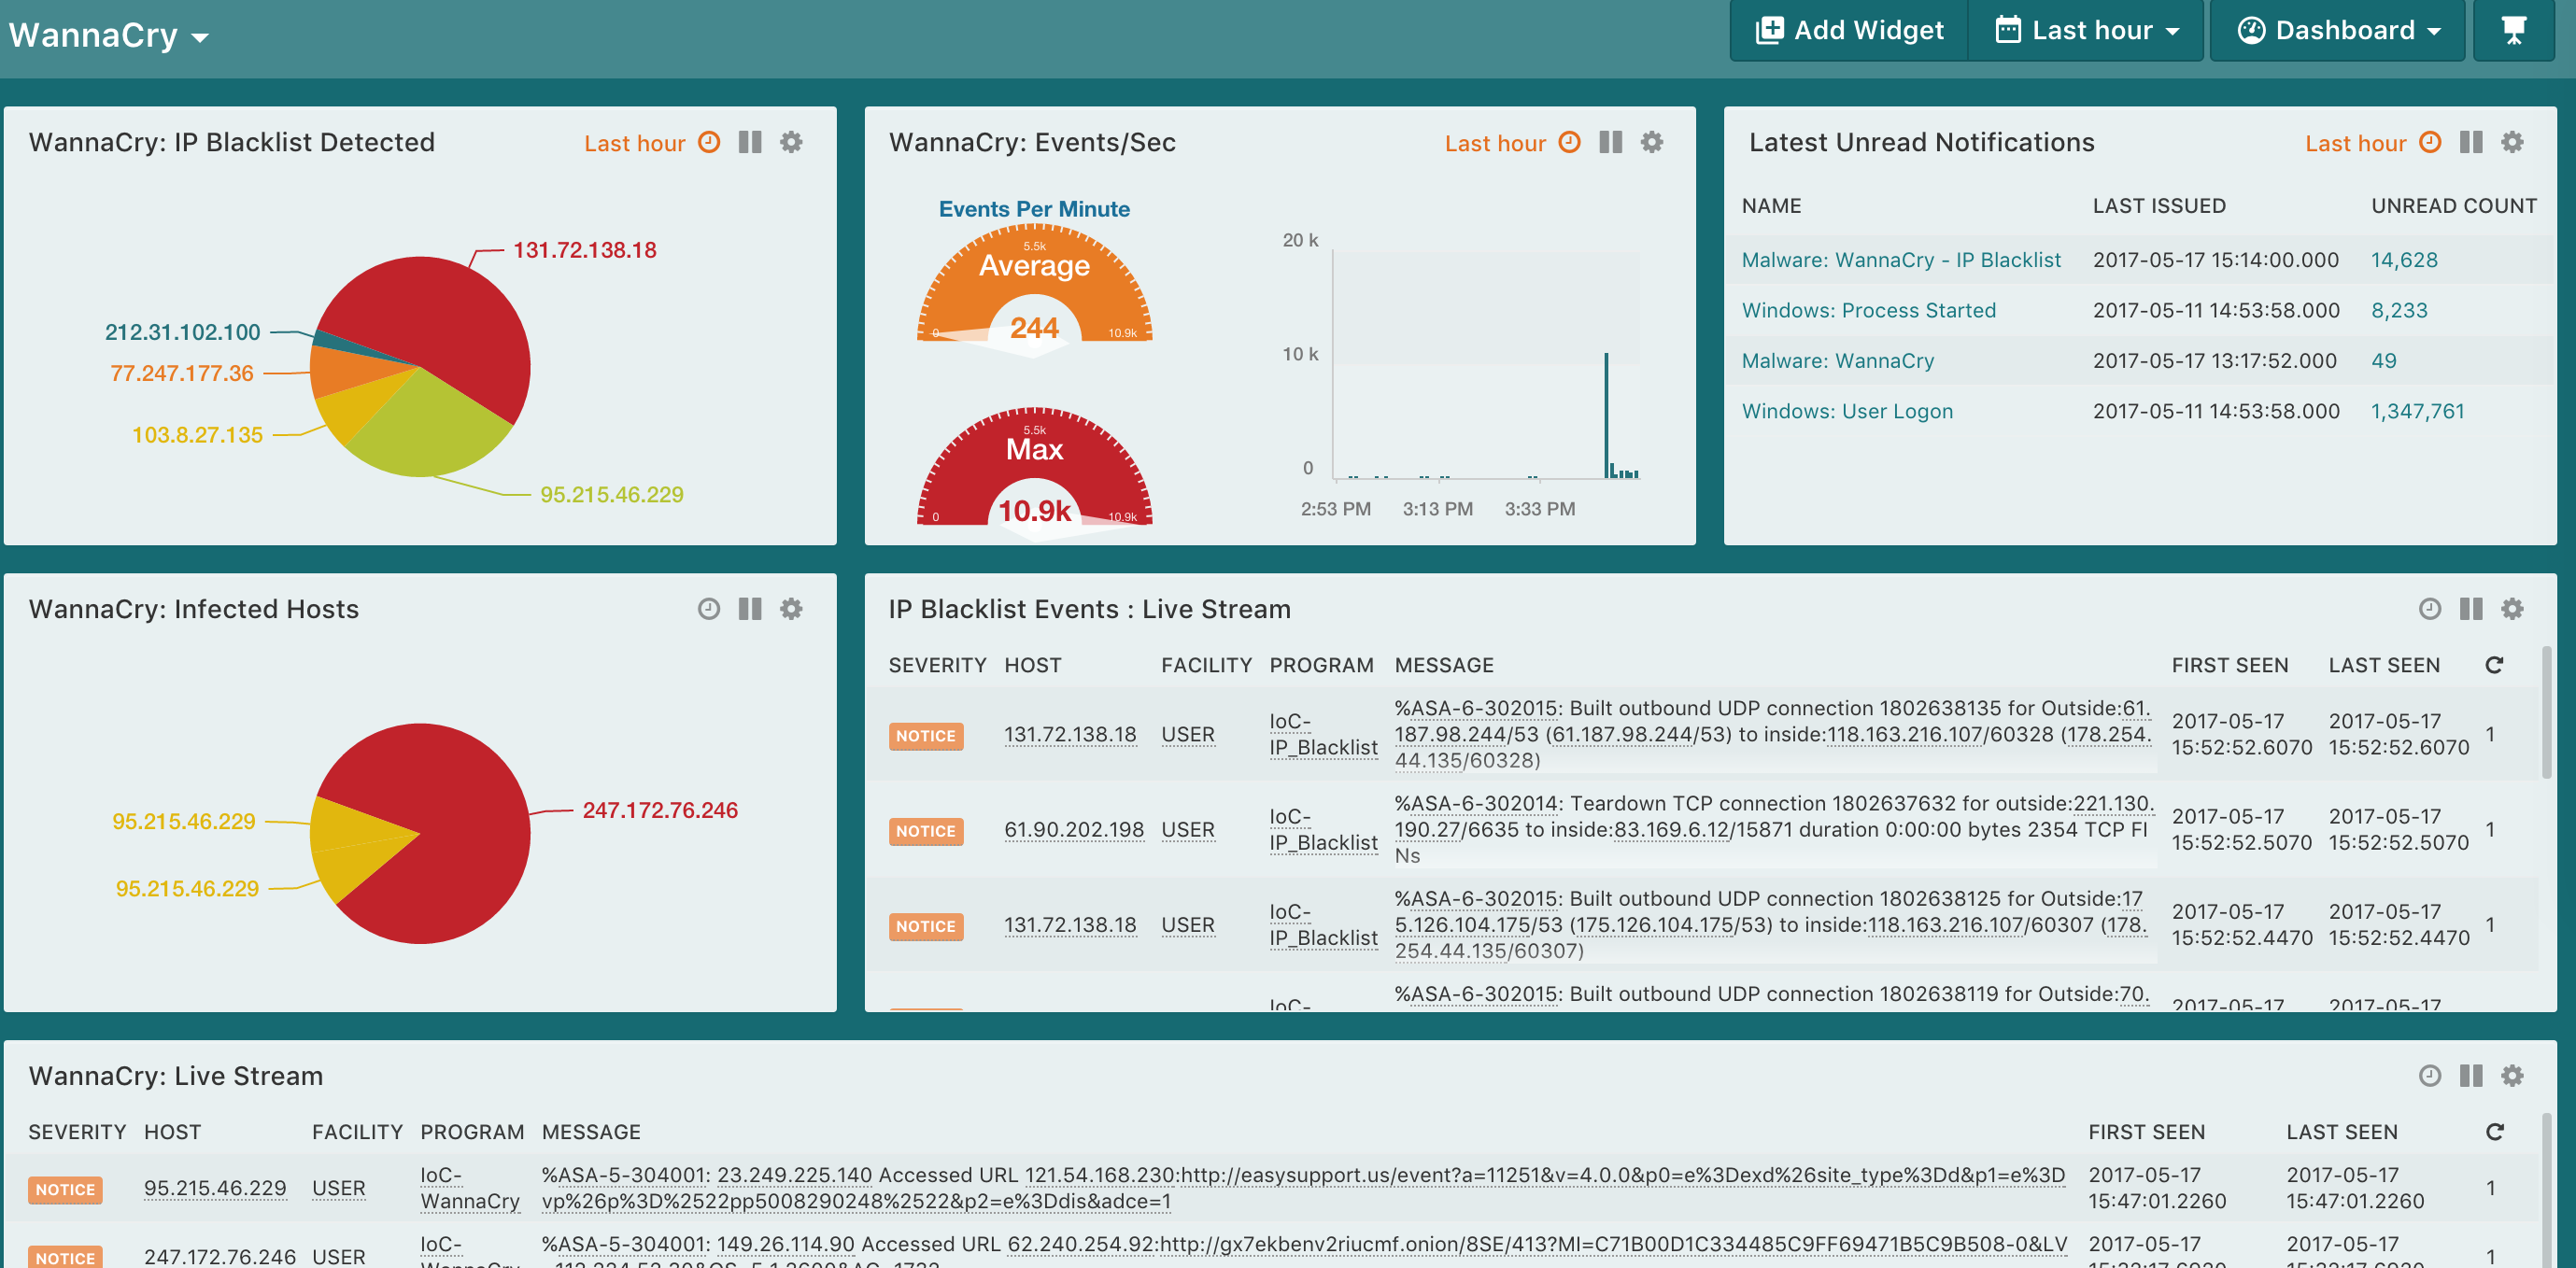 WannaCry
Add Widget
Last hour
Dashboard
WannaCry: IP Blacklist Detected
Last hour
131.72.138.18
212.31.102.100
77.247.177.36
103.8.27.135
95.215.46.229
WannaCry: Events/Sec
Last hour
Events Per Minute
5.5k
Average
0
244
10.9k
5.5k
Max
0
10.9k
10.9k
20 k
10 k
0
2:53 PM 3:13 PM 3:33 PM
Latest Unread Notifications
Last hour
NAME LAST ISSUED UNREAD COUNT
Malware: WannaCry - IP Blacklist 2017-05-17 15:14:00.000 14,628
Windows: Process Started 2017-05-11 14:53:58.000 8,233
Malware: WannaCry 2017-05-17 13:17:52.000 49
Windows: User Logon 2017-05-11 14:53:58.000 1,347,761
WannaCry: Infected Hosts
247.172.76.246
95.215.46.229
95.215.46.229
IP Blacklist Events : Live Stream
SEVERITY HOST FACILITY PROGRAM MESSAGE FIRST SEEN LAST SEEN
NOTICE 131.72.138.18 USER
IoC-
IP_Blacklist
%ASA-6-302015: Built outbound UDP connection 1802638135 for Outside:61.
187.98.244/53 (61.187.98.244/53) to inside:118.163.216.107/60328 (178.254.
44.135/60328)
2017-05-17
15:52:52.6070
2017-05-17
15:52:52.6070
1
NOTICE 61.90.202.198 USER
IoC-
IP_Blacklist
%ASA-6-302014: Teardown TCP connection 1802637632 for outside:221.130.
190.27/6635 to inside:83.169.6.12/15871 duration 0:00:00 bytes 2354 TCP FI
Ns
2017-05-17
15:52:52.5070
2017-05-17
15:52:52.5070
1
NOTICE 131.72.138.18 USER
IoC-
IP_Blacklist
%ASA-6-302015: Built outbound UDP connection 1802638125 for Outside:17
5.126.104.175/53 (175.126.104.175/53) to inside:118.163.216.107/60307 (178.
254.44.135/60307)
2017-05-17
15:52:52.4470
2017-05-17
15:52:52.4470
1
IoC-
%ASA-6-302015: Built outbound UDP connection 1802638119 for Outside:70.
2017-05-17
2017-05-17
WannaCry: Live Stream
SEVERITY HOST FACILITY PROGRAM MESSAGE FIRST SEEN LAST SEEN
NOTICE 95.215.46.229 USER
IoC-
WannaCry
%ASA-5-304001: 23.249.225.140 Accessed URL 121.54.168.230:http://easysupport.us/event?a=11251&v=4.0.0&p0=e%3Dexd%26site_type%3Dd&p1=e%3D
vp%26p%3D%2522pp5008290248%2522&p2=e%3Ddis&adce=1
2017-05-17
15:47:01.2260
2017-05-17
15:47:01.2260
1
NOTICE 247.172.76.246 USER
IoC-
WannaCry
%ASA-5-304001: 149.26.114.90 Accessed URL 62.240.254.92:http://gx7ekbenv2riucmf.onion/8SE/413?MI=C71B00D1C334485C9FF69471B5C9B508-0&LV
2017-05-17
2017-05-17
1